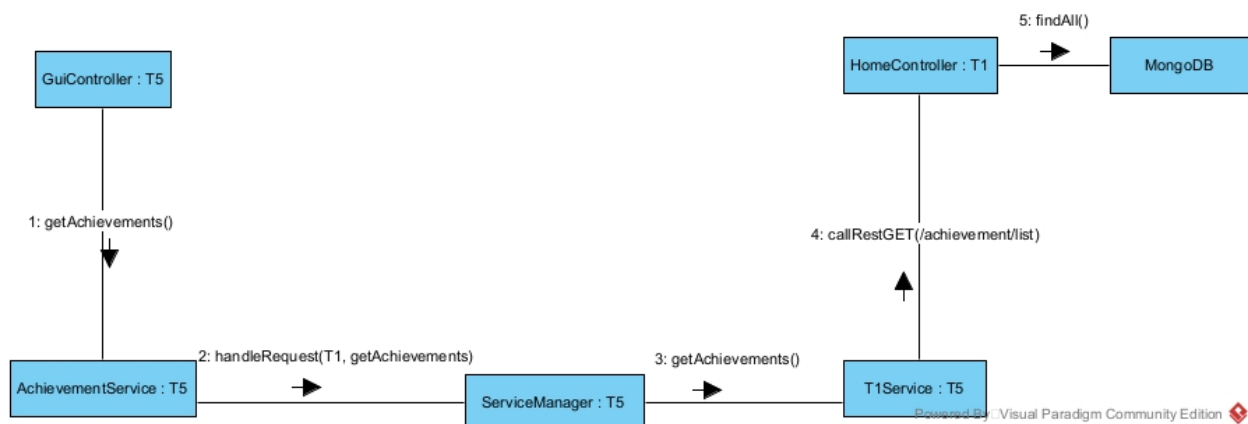 5: findAll()
GuiController : T5
HomeController : T1
MongoDB
1: getAchievements()
4: callRestGET(/achievement/list)
2: handleRequest(T1, getAchievements)
3: getAchievements()
AchievementService : T5
ServiceManager : T5
T1Service : T5
Powered By Visual Paradigm Community Edition